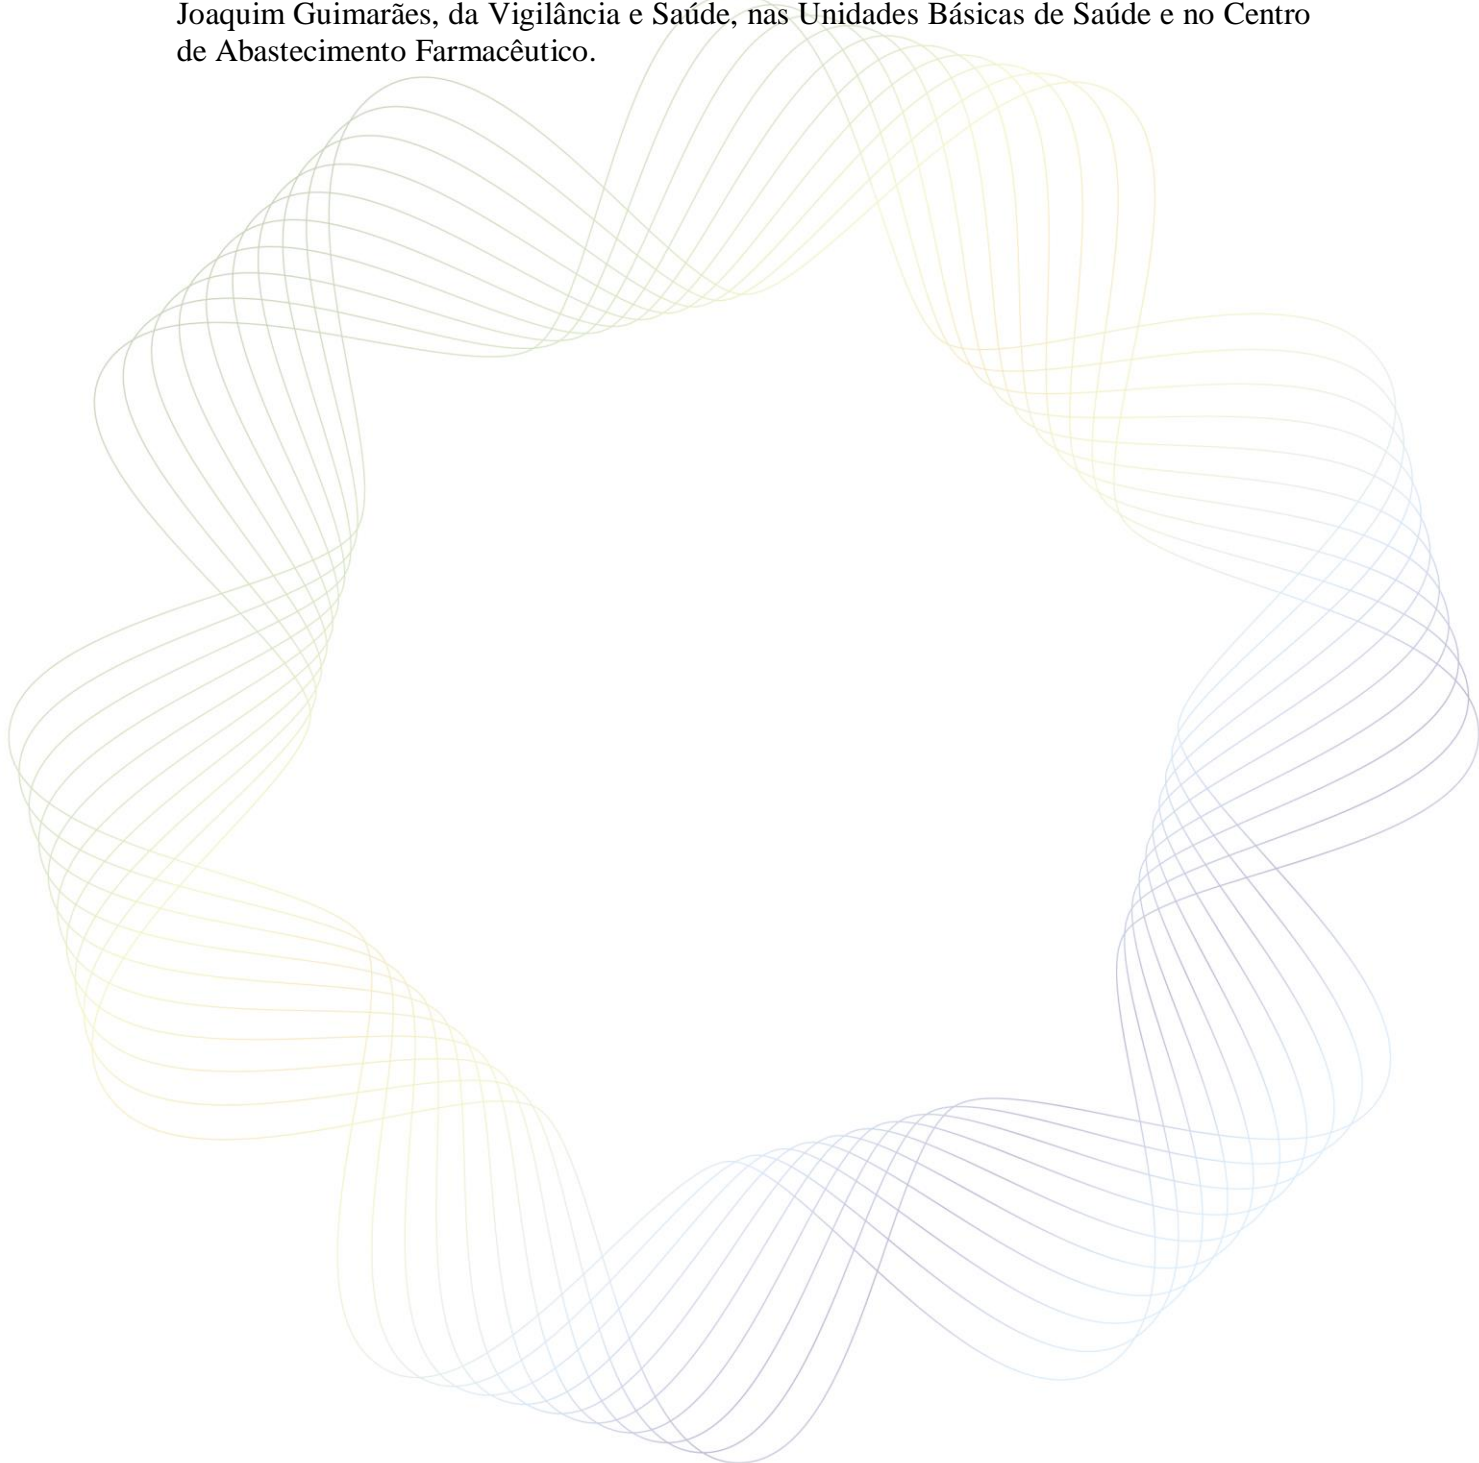 Joaquim Guimarães, da Vigilância e Saúde, nas Unidades Básicas de Saúde e no Centro
de Abastecimento Farmacêutico.